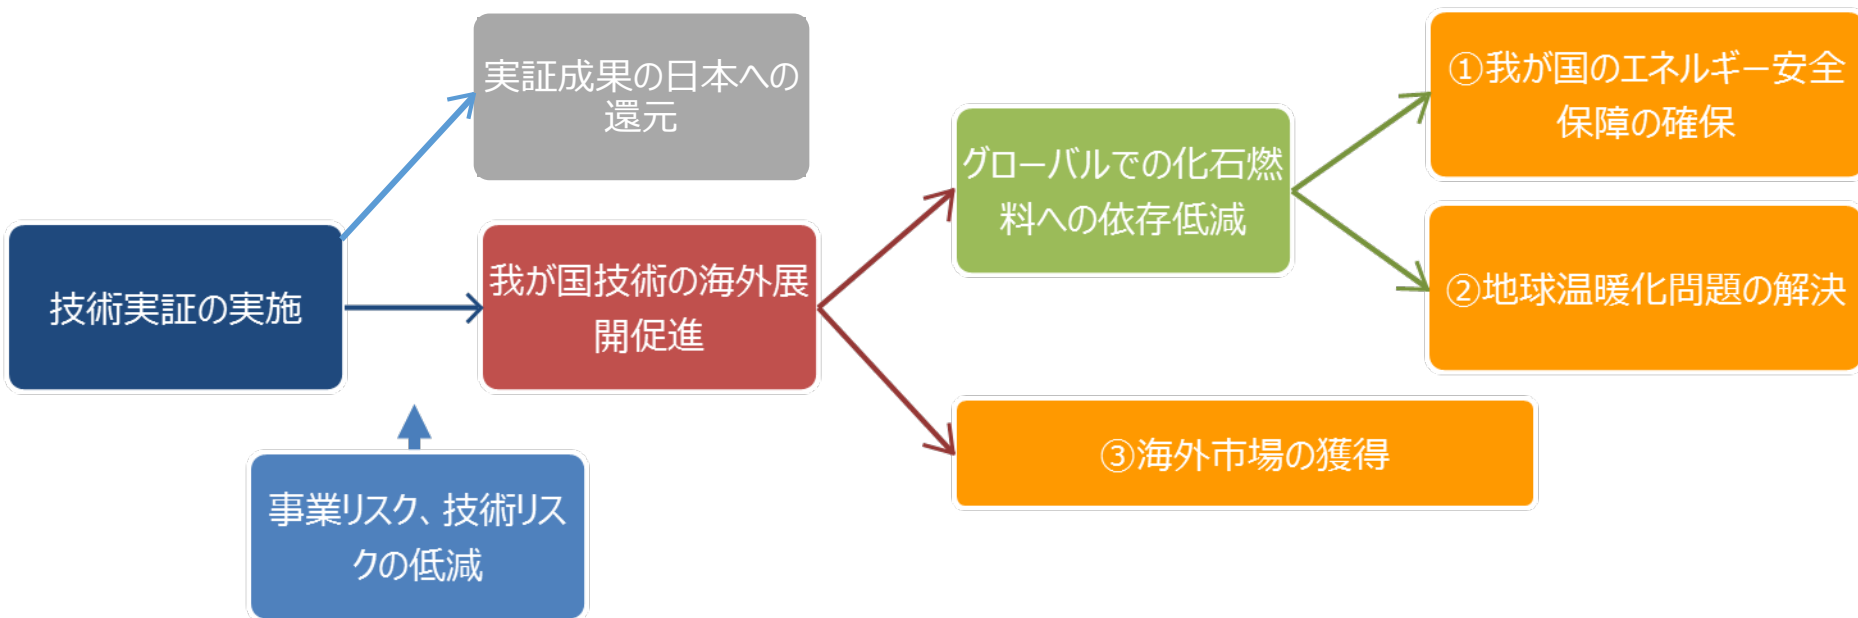 実証成果の日本への
還元
技術実証の実施
我が国技術の海外展
開促進
事業リスク、技術リス
クの低減
グローバルでの化石燃
料への依存低減
①我が国のエネルギー安全
保障の確保
②地球温暖化問題の解決
③海外市場の獲得